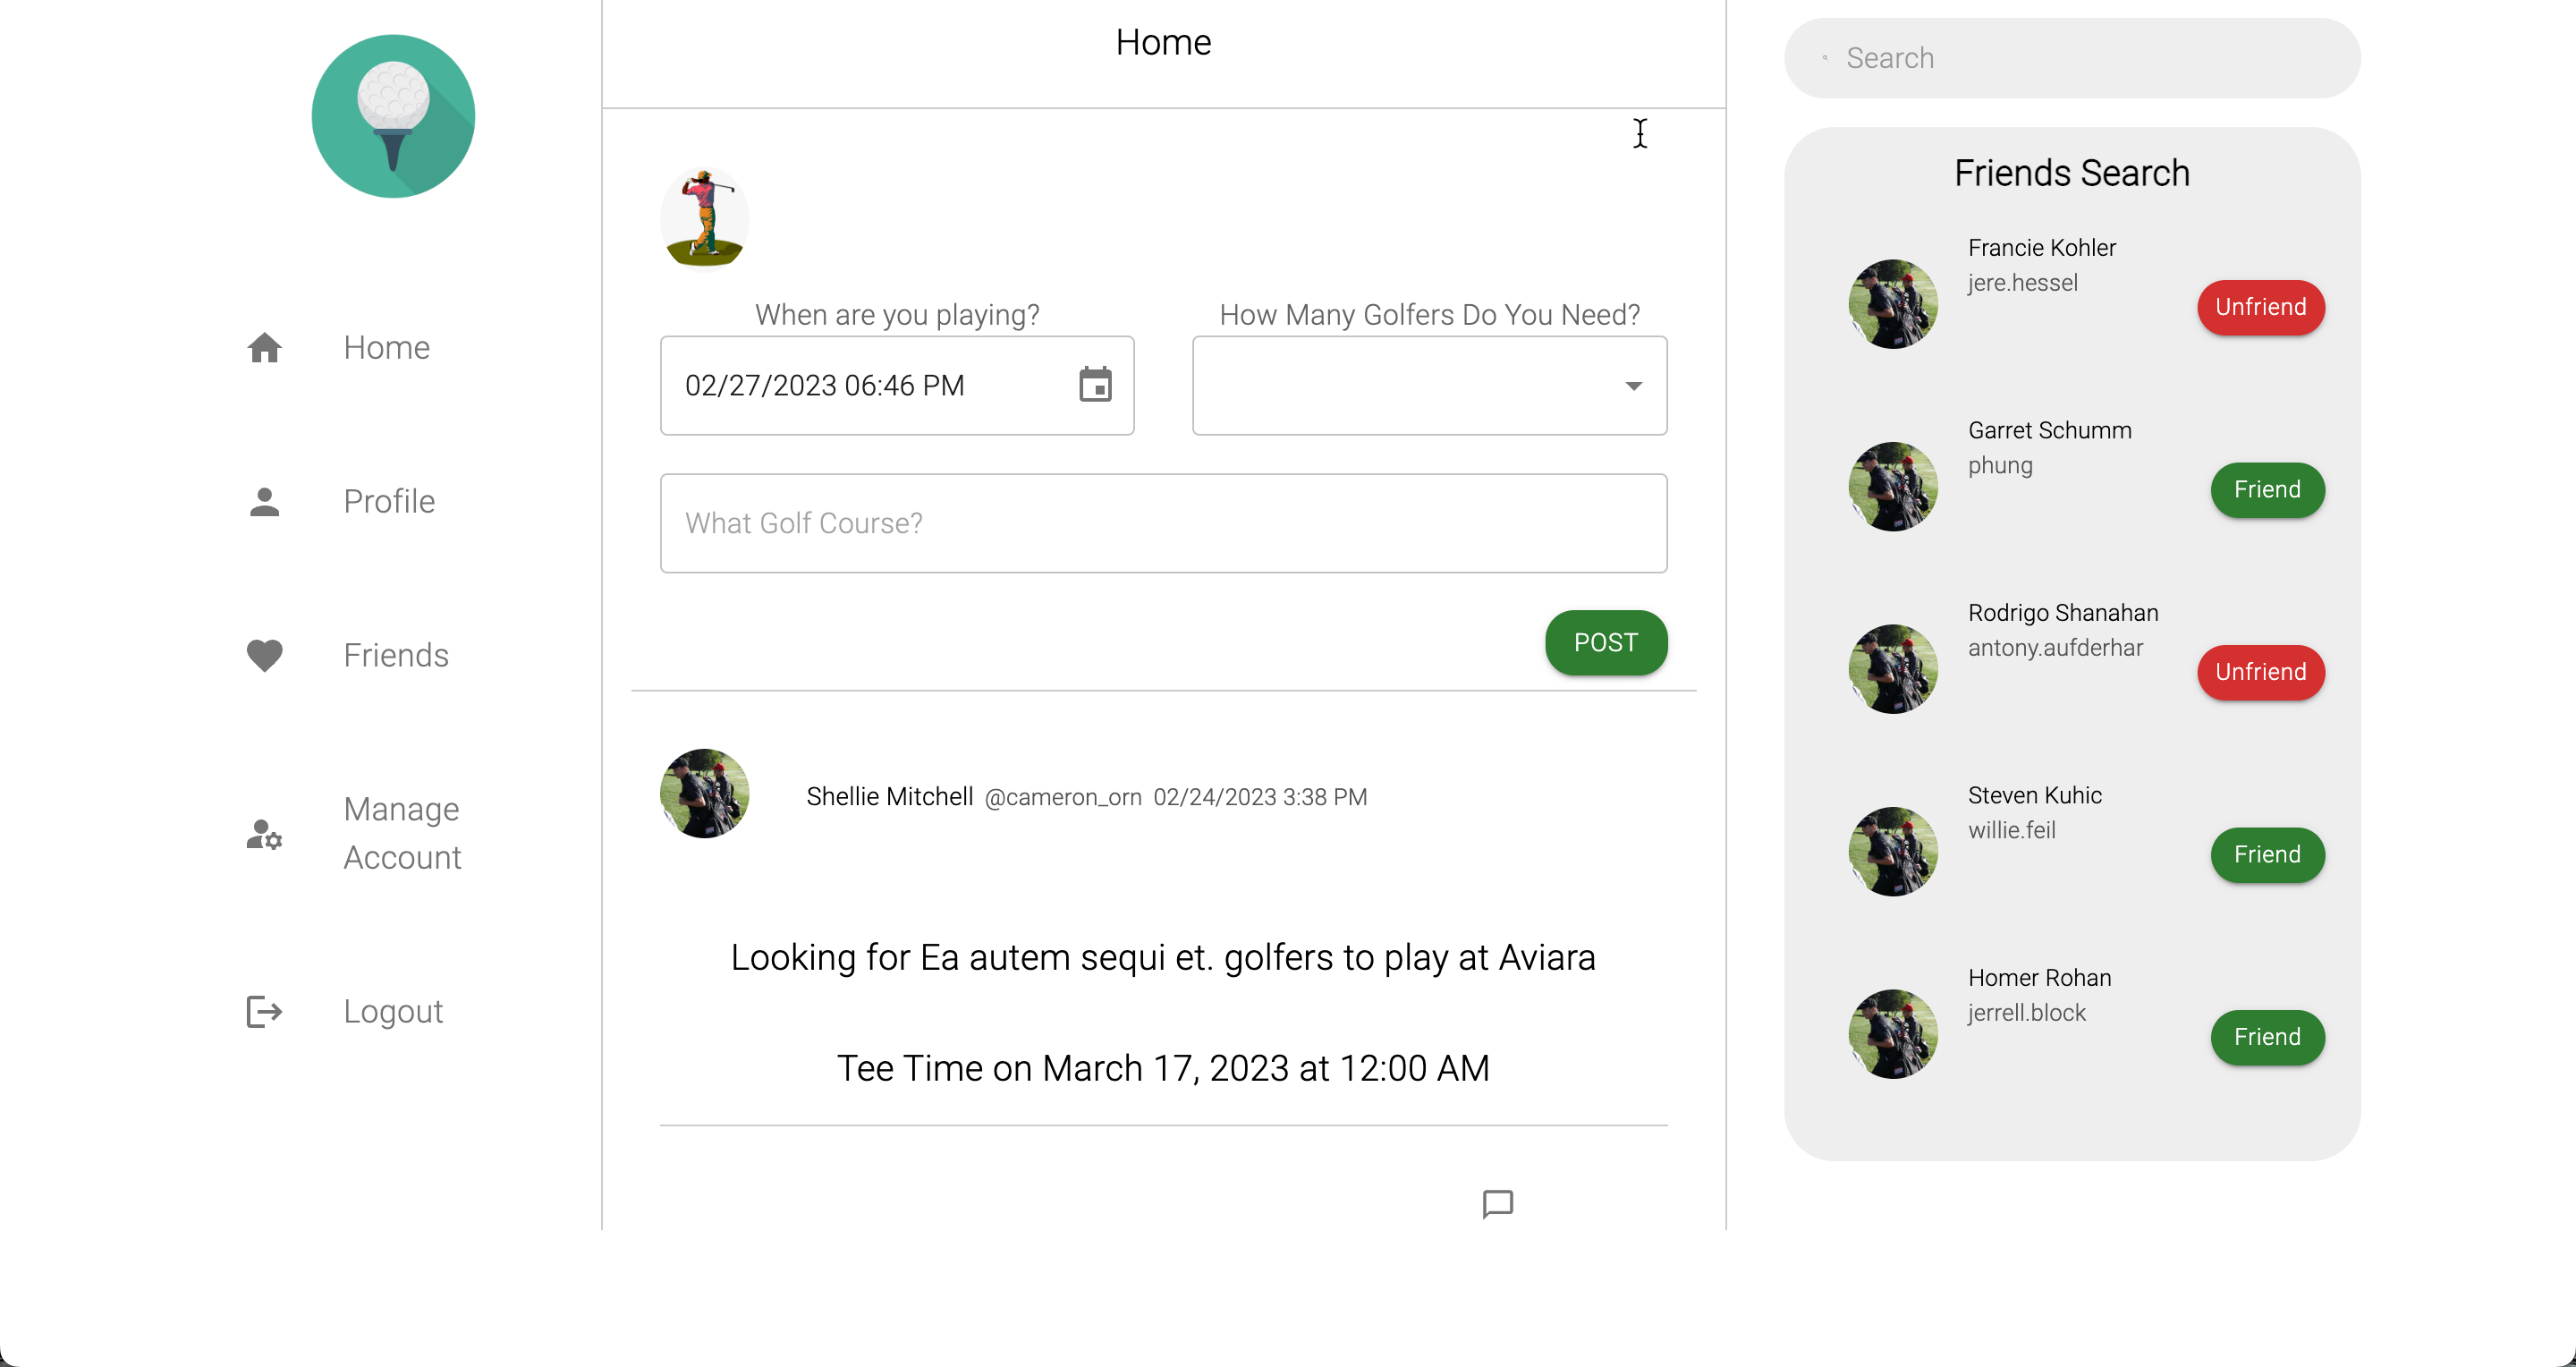 Home
Profile
Friends
Manage
Account
Logout
Home
When are you playing?
02/27/2023 06:46 PM
How Many Golfers Do You Need?
What Golf Course?
POST
Shellie Mitchell @cameron_orn 02/24/2023 3:38 PM
Looking for Ea autem sequi et. golfers to play at Aviara
Tee Time on March 17, 2023 at 12:00 AM
Search
Friends Search
Francie Kohler
jere.hessel
Unfriend
Garret Schumm
phung
Friend
Rodrigo Shanahan
antony.aufderhar
Unfriend
Steven Kuhic
willie.feil
Friend
Homer Rohan
jerrell.block
Friend